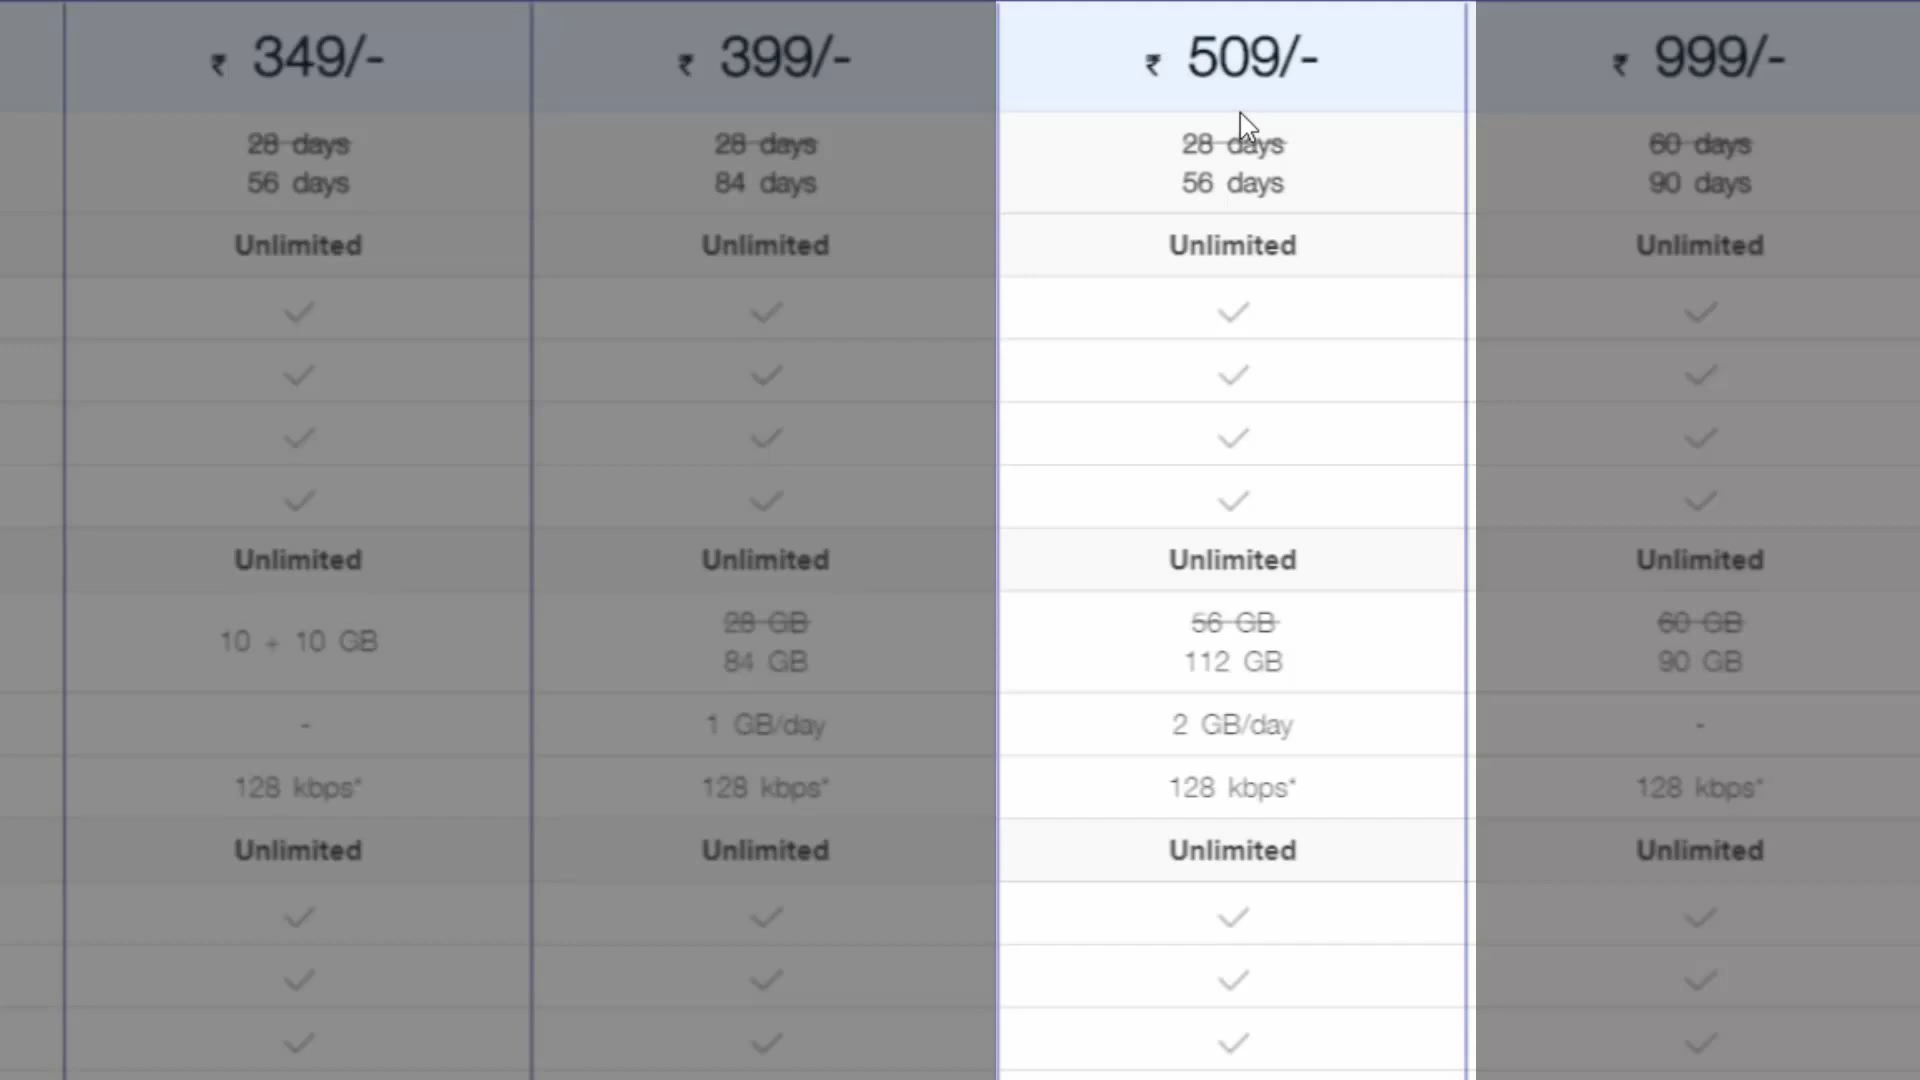 ₹ 349/- ₹ 399/- ₹ 509/- ₹ 999/-
28 days 28 days 28 days 60 days
56 days 84 days 56 days 90 days
Unlimited Unlimited Unlimited Unlimited
Unlimited Unlimited Unlimited Unlimited
28 GB 56 GB 60 GB
10 + 10 GB
84 GB 112 GB 90 GB
- 1 GB/day 2 GB/day -
128 kbps* 128 kbps* 128 kbps* 128 kbps*
Unlimited Unlimited Unlimited Unlimited